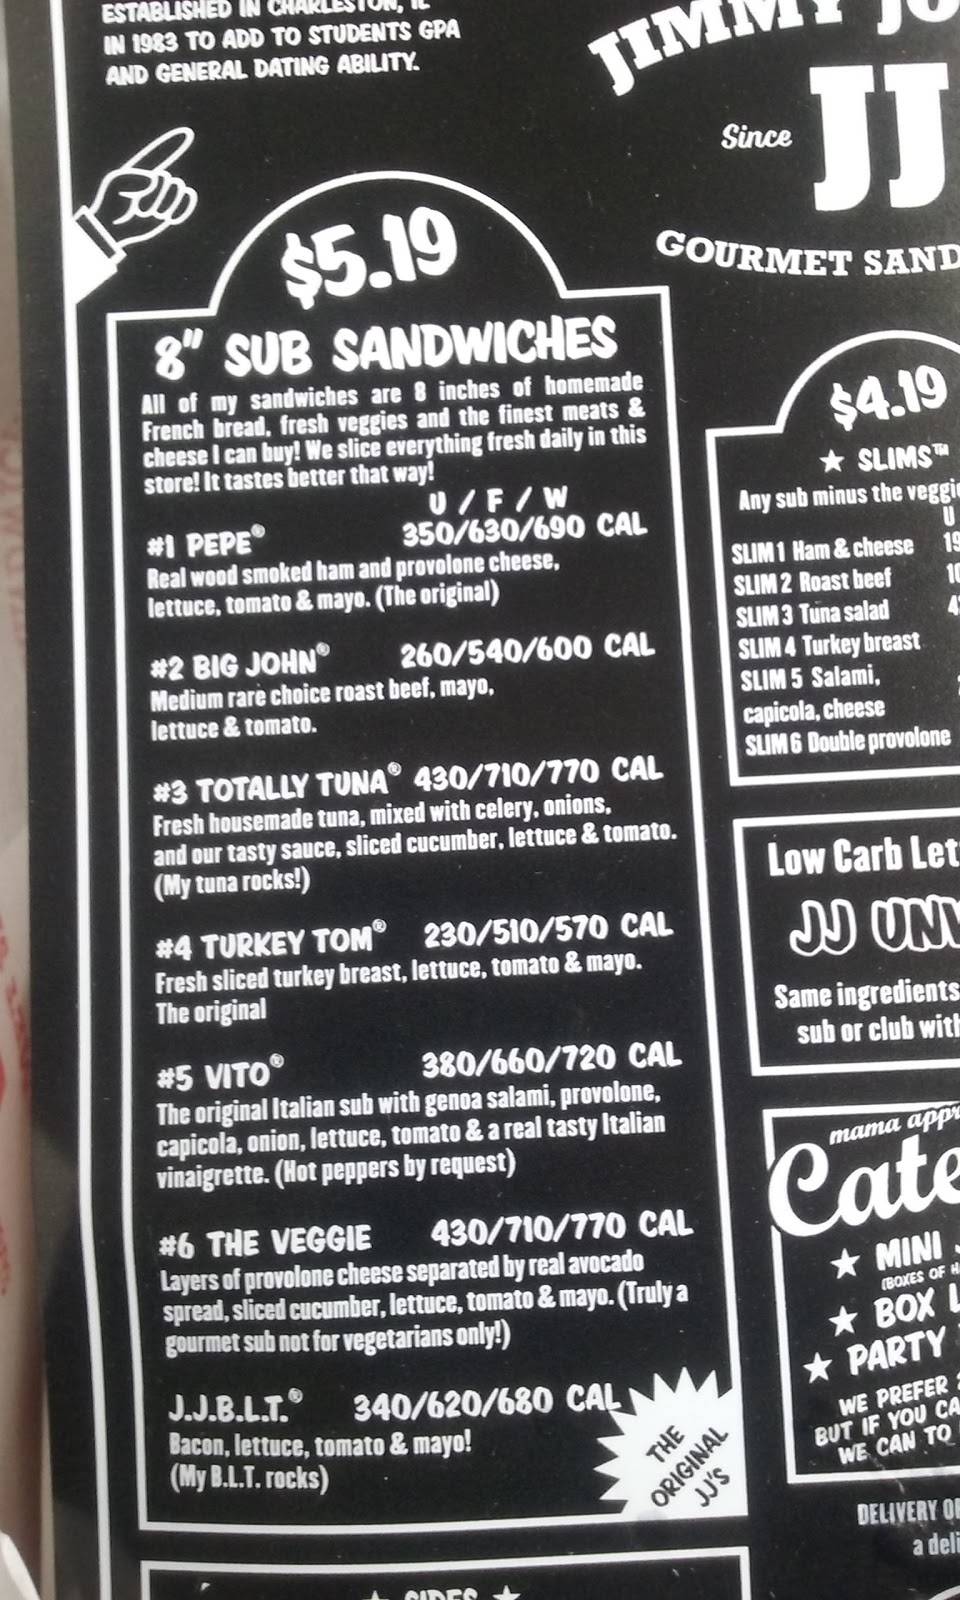 ESTABLISHED IN CHARLESTON, IL
IN 1983 TO ADD TO STUDENTS GPA
AND GENERAL DATING ABILITY.
JIMMY
Since JJ
GOURMET
$5.19
8" SUB SANDWICHES
All of my sandwiches are 8 inches of homemade
French bread, fresh veggies and the finest meats &
cheese I can buy! We slice everything fresh daily in this
store! It tastes better that way!
U / F / W
#1 PEPE® 350/630/690 CAL
Real wood smoked ham and provolone cheese,
lettuce, tomato & mayo. (The original)
#2 BIG JOHN® 260/540/600 CAL
Medium rare choice roast beef, mayo,
lettuce & tomato.
#3 TOTALLY TUNA® 430/710/770 CAL
Fresh housemade tuna, mixed with celery, onions,
and our tasty sauce, sliced cucumber, lettuce & tomato.
(My tuna rocks!)
#4 TURKEY TOM® 230/510/570 CAL
Fresh sliced turkey breast, lettuce, tomato & mayo.
The original
#5 VITO® 380/660/720 CAL
The original Italian sub with genoa salami, provolone,
capicola, onion, lettuce, tomato & a real tasty Italian
vinaigrette. (Hot peppers by request)
#6 THE VEGGIE 430/710/770 CAL
Layers of provolone cheese separated by real avocado
spread, sliced cucumber, lettuce, tomato & mayo. (Truly a
gourmet sub not for vegetarians only!)
J.J.B.L.T.® 340/620/680 CAL
Bacon, lettuce, tomato & mayo!
(My B.L.T. rocks)
THE
ORIGINAL
JJ'S
★ SIDES ★
$4.19
★ SLIMS™
Any sub minus the
U
SLIM 1 Ham & cheese
SLIM 2 Roast beef
SLIM 3 Tuna salad
SLIM 4 Turkey breast
SLIM 5 Salami,
capicola, cheese
SLIM 6 Double provolone
Low Carb
JJ
Same ingredients
sub or club
mama
★ MINI
(BOXES OF
★ BOX
★ PARTY
WE PREFER
BUT IF YOU
WE CAN TO
DELIVERY
a